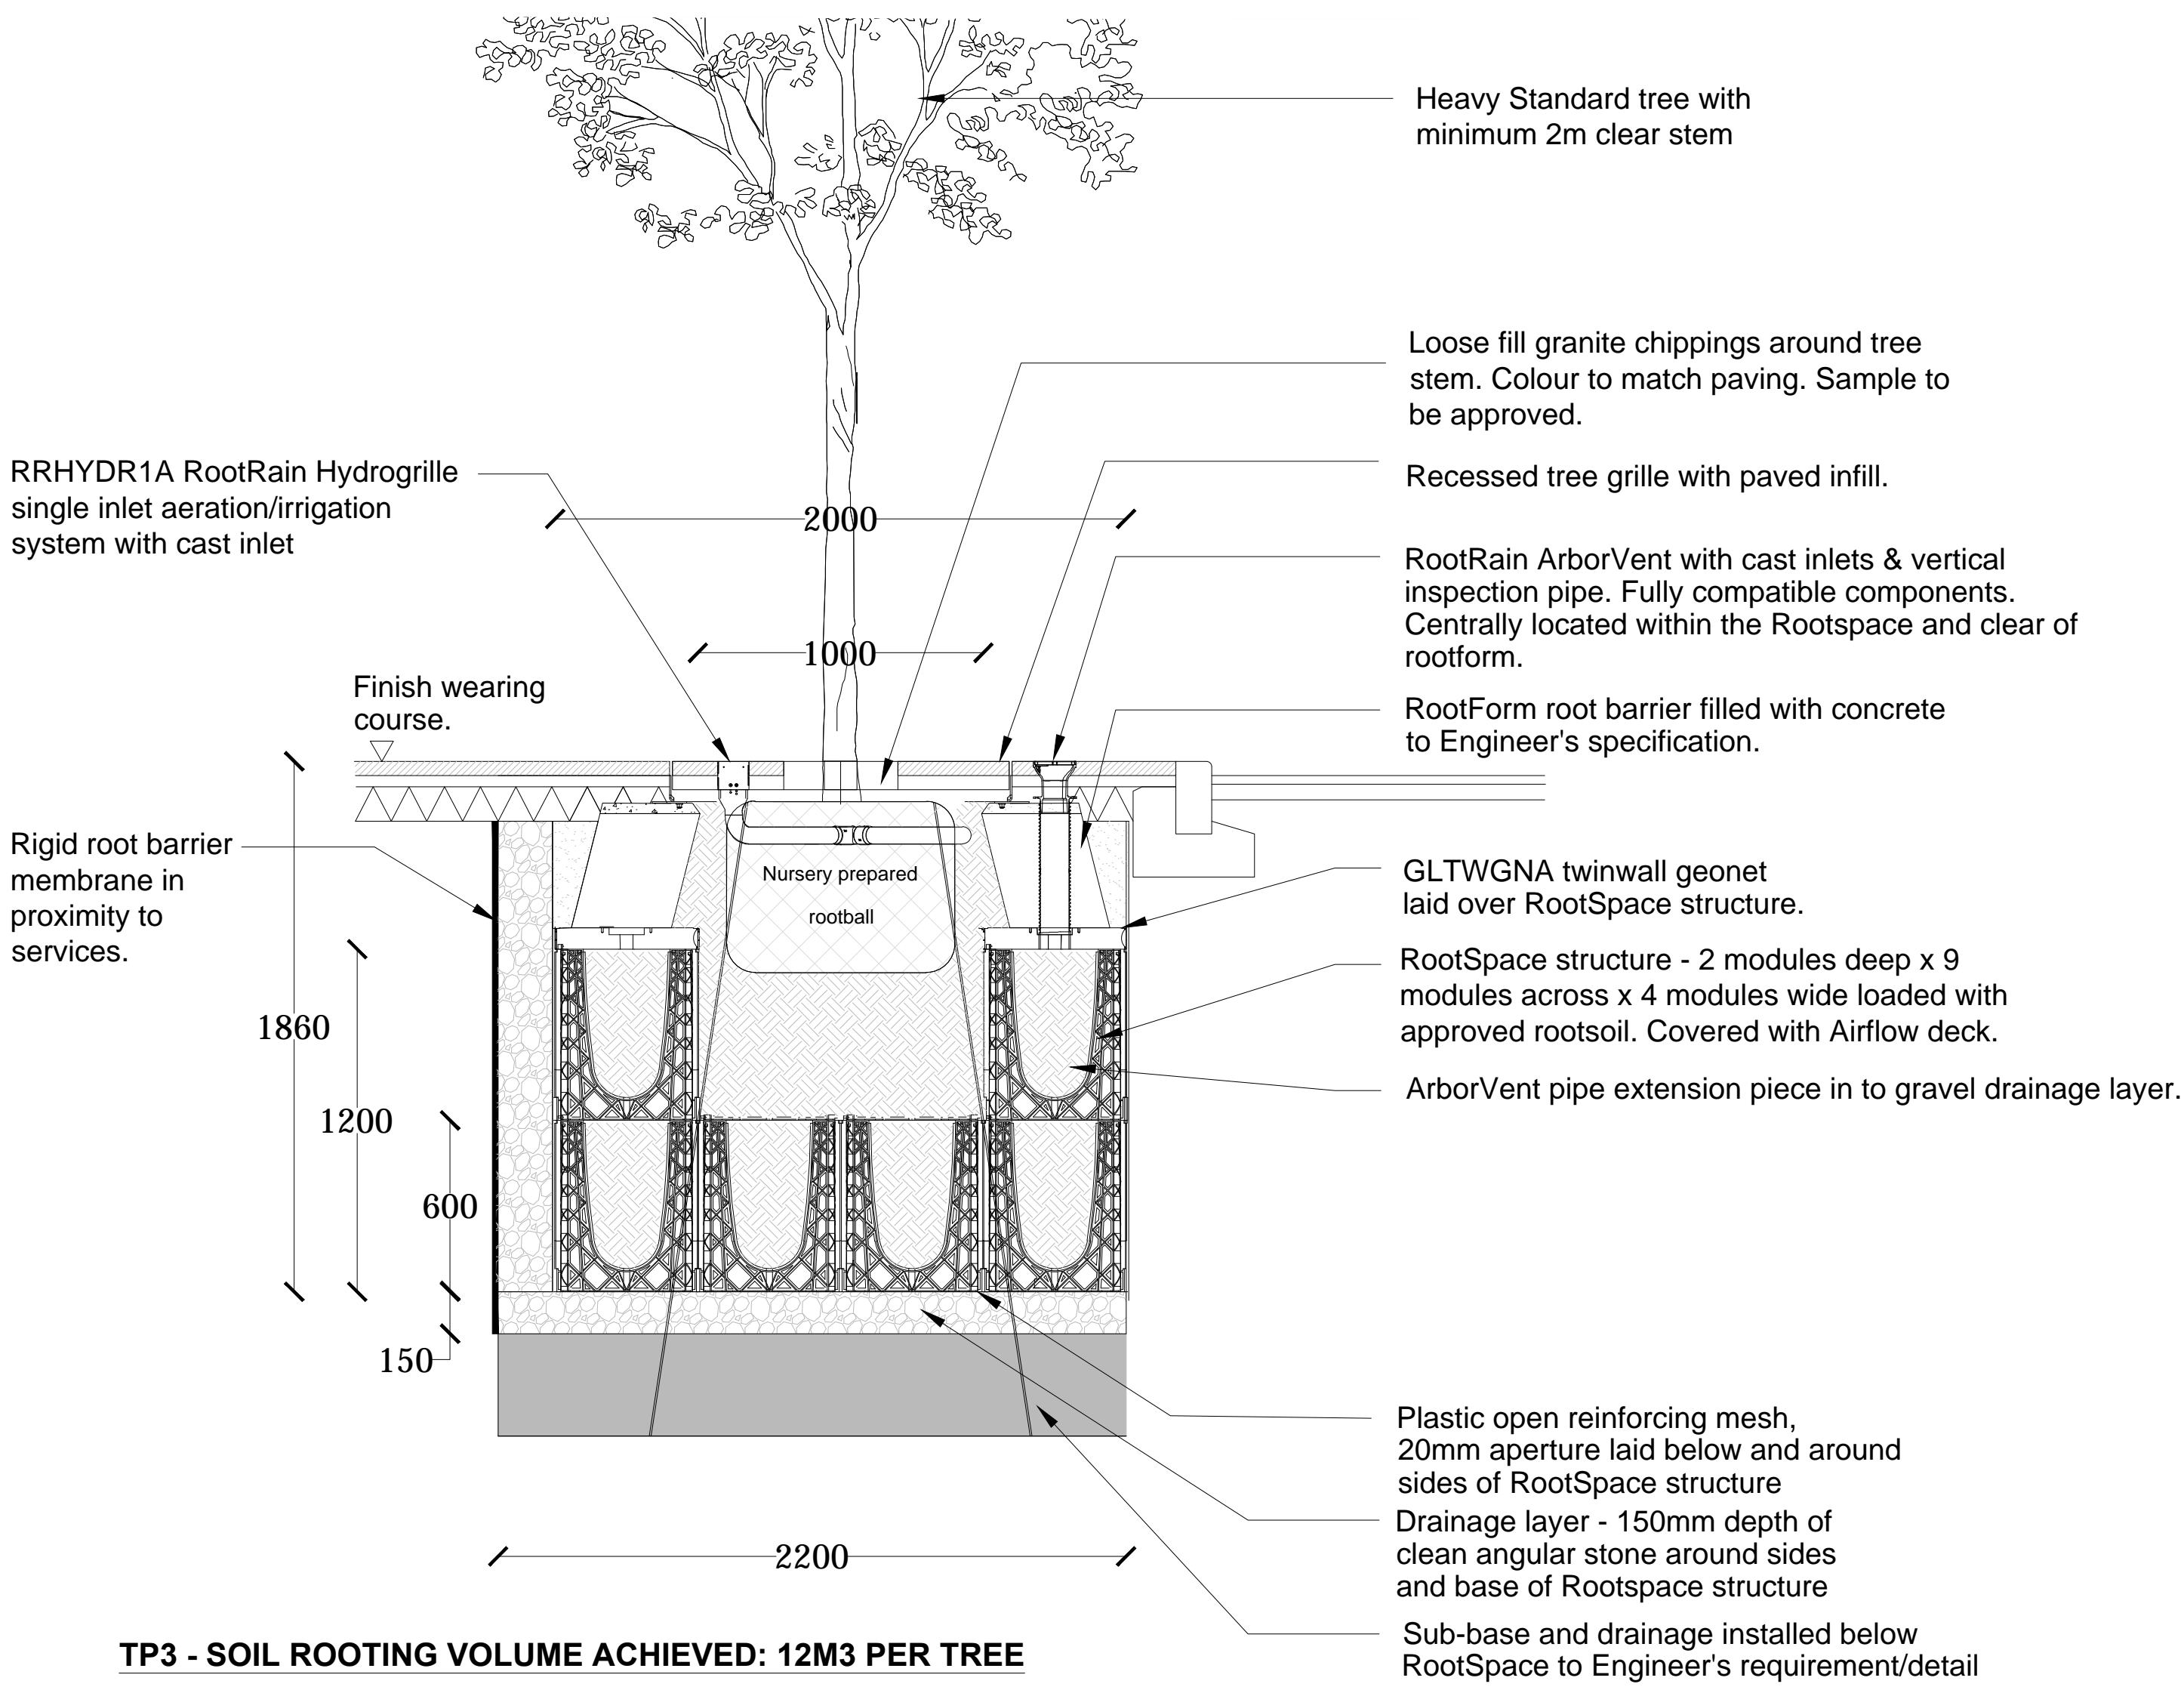 Heavy Standard tree with
minimum 2m clear stem
Loose fill granite chippings around tree
stem. Colour to match paving. Sample to
be approved.
RRHYDR1A RootRain Hydrogrille
single inlet aeration/irrigation
system with cast inlet
Recessed tree grille with paved infill.
2000
RootRain ArborVent with cast inlets & vertical
inspection pipe. Fully compatible components.
Centrally located within the Rootspace and clear of
rootform.
1000
Finish wearing
course.
RootForm root barrier filled with concrete
to Engineer's specification.
Rigid root barrier
membrane in
proximity to
services.
Nursery prepared
rootball
GLTWGNA twinwall geonet
laid over RootSpace structure.
RootSpace structure - 2 modules deep x 9
modules across x 4 modules wide loaded with
approved rootsoil. Covered with Airflow deck.
1860
ArborVent pipe extension piece in to gravel drainage layer.
1200
600
150
Plastic open reinforcing mesh,
20mm aperture laid below and around
sides of RootSpace structure
Drainage layer - 150mm depth of
clean angular stone around sides
and base of Rootspace structure
2200
Sub-base and drainage installed below
RootSpace to Engineer's requirement/detail
TP3 - SOIL ROOTING VOLUME ACHIEVED: 12M3 PER TREE